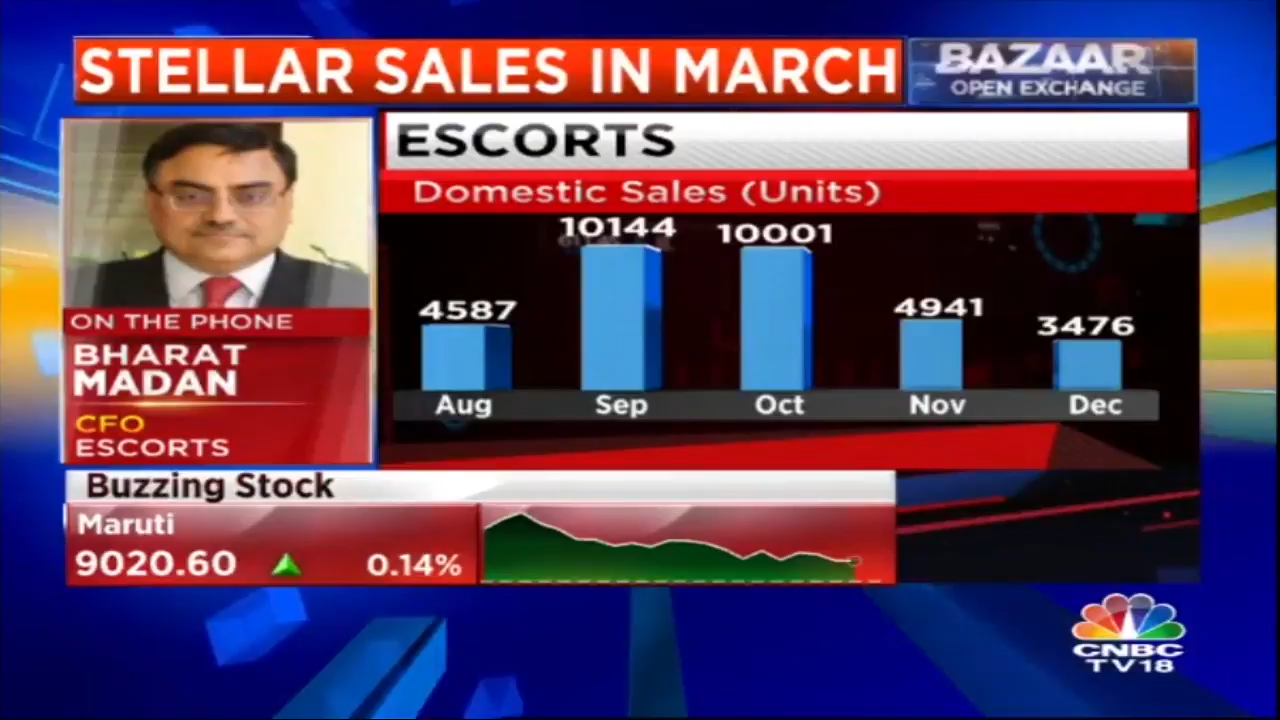 STELLAR SALES IN MARCH
BAZAAR
OPEN EXCHANGE
ESCORTS
Domestic Sales (Units)
4587
10144
10001
4941
3476
Aug Sep Oct Nov Dec
ON THE PHONE
BHARAT
MADAN
CFO
ESCORTS
Buzzing Stock
Maruti
9020.60 0.14%
CNBC
TV18